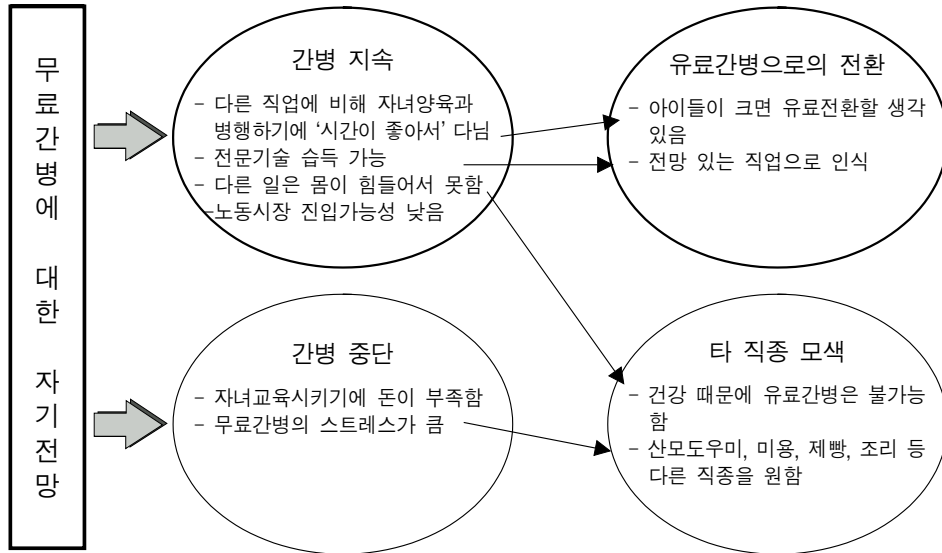 무료간병에 대한 자기전망
간병 지속
- 다른 직업에 비해 자녀양육과
병행하기에 ‘시간이 좋아서’ 다님
- 전문기술 습득 가능
- 다른 일은 몸이 힘들어서 못함
-노동시장 진입가능성 낮음
유료간병으로의 전환
- 아이들이 크면 유료전환할 생각
있음
- 전망 있는 직업으로 인식
간병 중단
- 자녀교육시키기에 돈이 부족함
- 무료간병의 스트레스가 큼
타 직종 모색
- 건강 때문에 유료간병은 불가능
함
- 산모도우미, 미용, 제빵, 조리 등
다른 직종을 원함